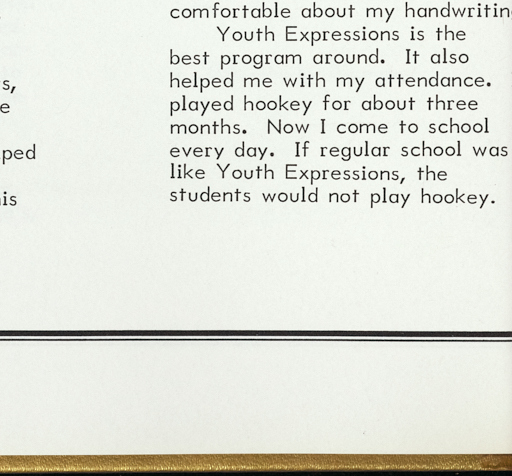 s,
e
ped
is
comfortable about my handwritin
Youth Expressions is the
best program around. It also
helped me with my attendance.
played hookey for about three
months. Now I come to school
every day. If regular school was
like Youth Expressions, the
students would not play hookey.